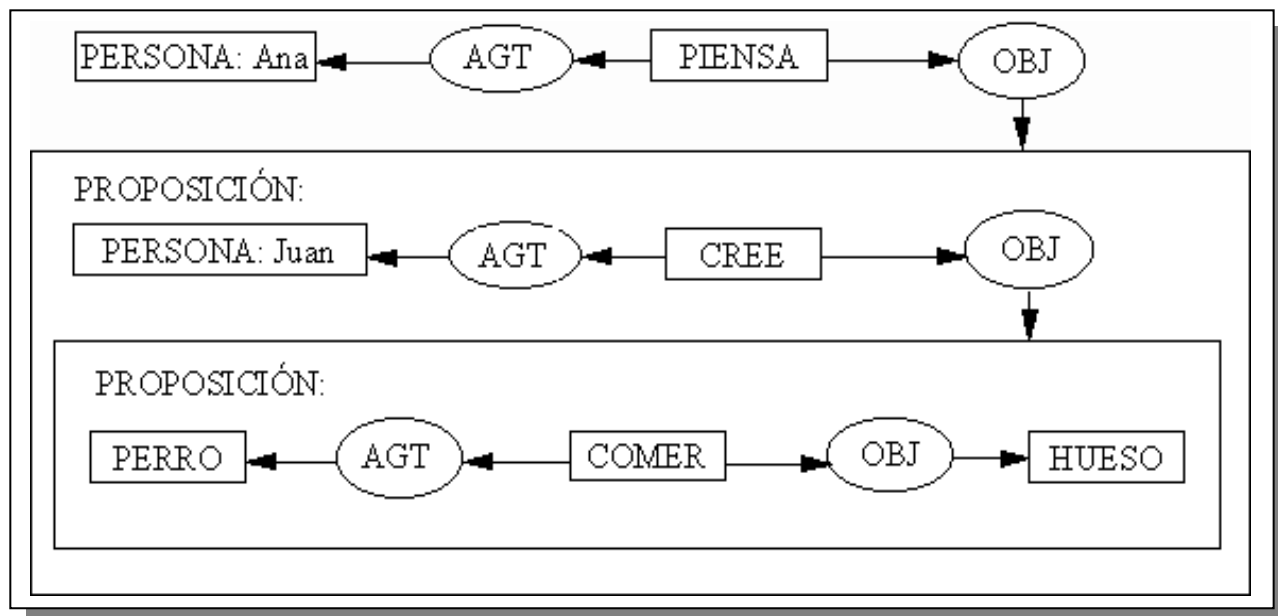 PERSONA: Ana AGT PIENSA OBJ
PROPOSICIÓN:
PERSONA: Juan AGT CREE OBJ
PROPOSICIÓN:
PERRO AGT COMER OBJ HUESO